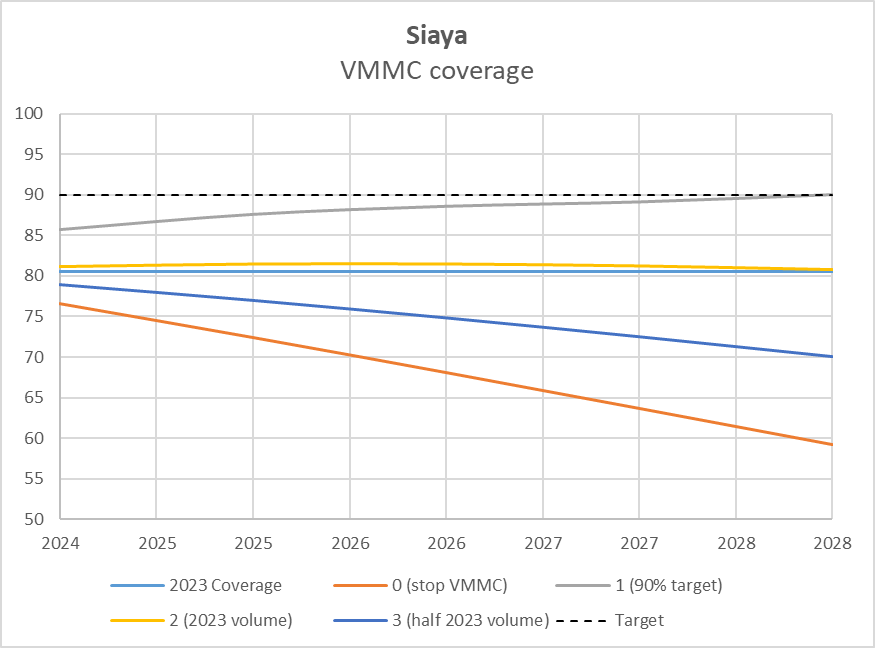 Siaya
VMMC coverage
100
95
90
85
80
75
70
65
60
55
50
2024 2025 2025 2026 2026 2027 2027 2028 2028
2023 Coverage 0 (stop VMMC) 1 (90% target)
2 (2023 volume) 3 (half 2023 volume) Target